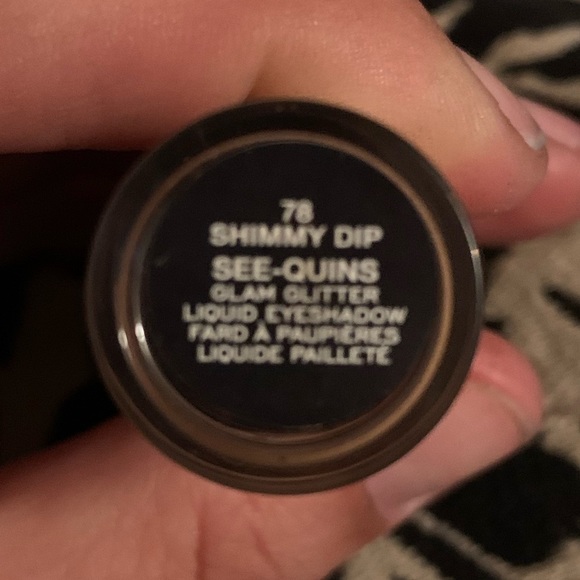 78
SHIMMY DIP
SEE-QUINS
GLAM GLITTER
LIQUID EYESHADOW
FARD À PAUPIÈRES
LIQUIDE PAILLETÉ